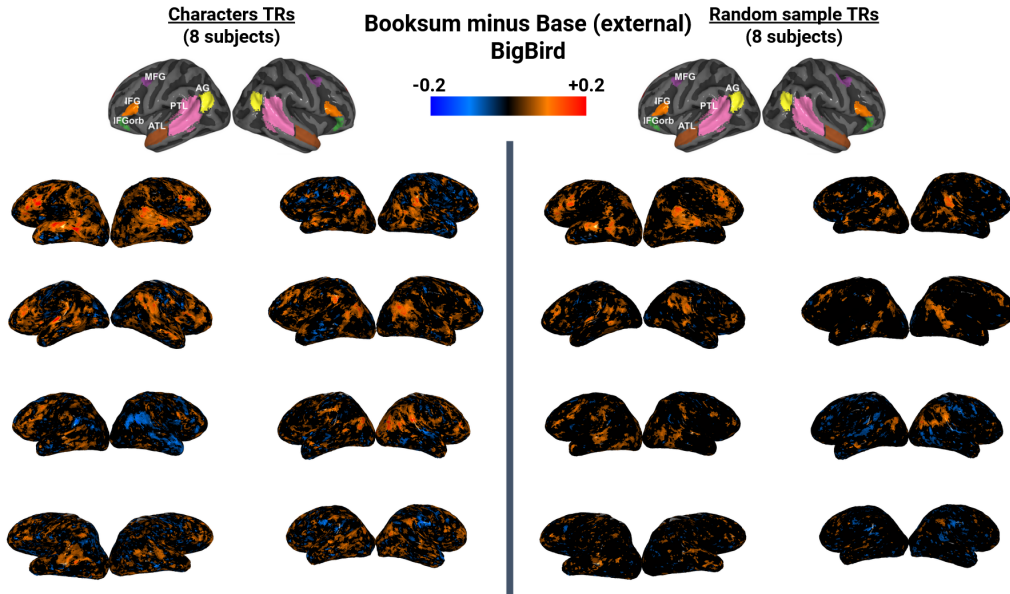 Characters TRs
(8 subjects)
Booksum minus Base (external)
BigBird
Random sample TRs
(8 subjects)
-0.2
+0.2
MFG
IFG
IFGorb
ATL
PTL
AG
MFG
IFG
IFGorb
ATL
PTL
AG